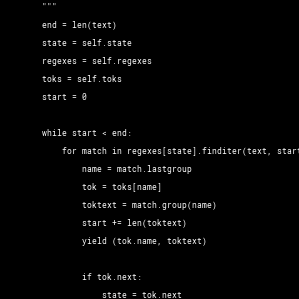 """
end = len(text)
state = self.state
regexes = self.regexes
toks = self.toks
start = 0
while start < end:
for match in regexes[state].finditer(text, start
name = match.lastgroup
tok = toks[name]
toktext = match.group(name)
start += len(toktext)
yield (tok.name, toktext)
if tok.next:
state = tok.next